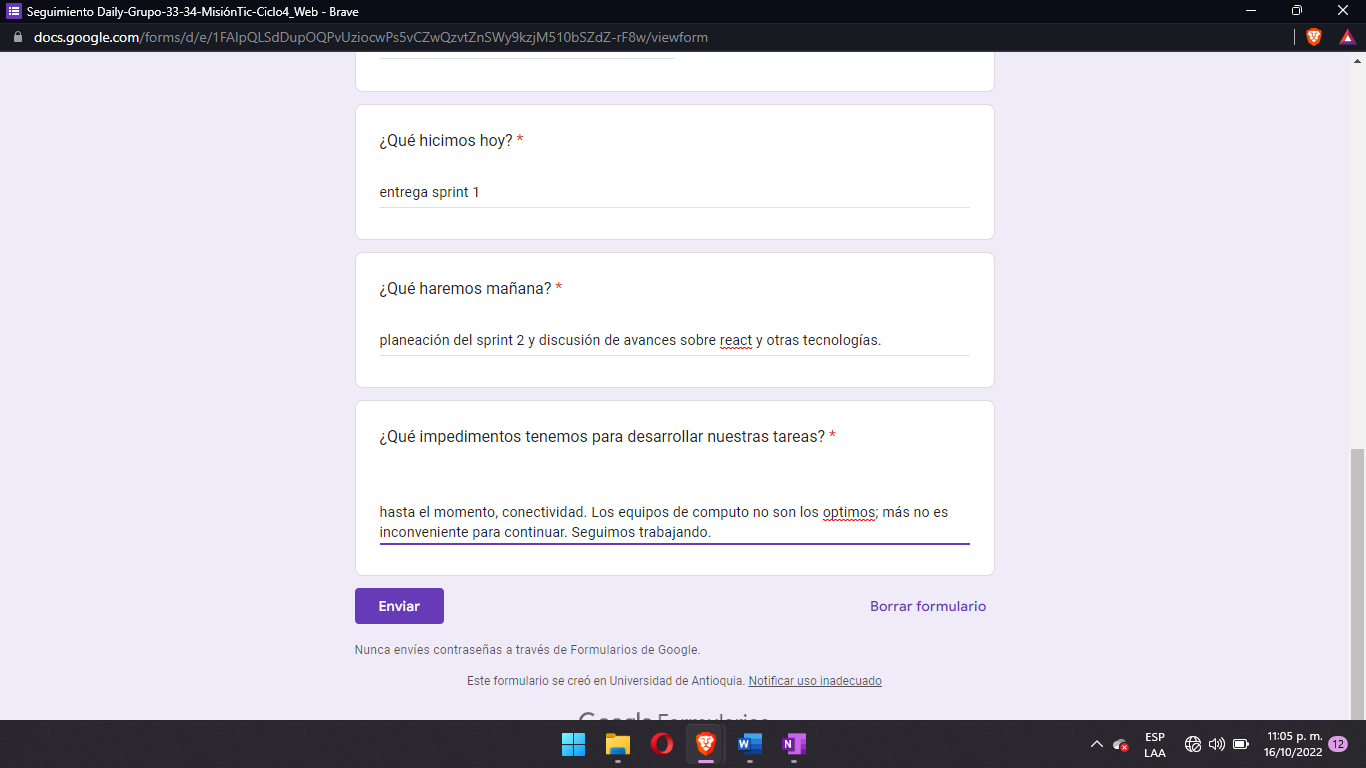 Seguimiento Daily-Grupo-33-34-MisiónTic-Ciclo4_Web - Brave
docs.google.com/forms/d/e/1FAIpQLSdDupOQPvUziocwPs5vCZwQzvtZnSWy9kzjM510bSZdZ-rF8w/viewform
¿Qué hicimos hoy? *
entrega sprint 1
¿Qué haremos mañana? *
planeación del sprint 2 y discusión de avances sobre react y otras tecnologías.
¿Qué impedimentos tenemos para desarrollar nuestras tareas? *
hasta el momento, conectividad. Los equipos de computo no son los optimos; más no es
inconveniente para continuar. Seguimos trabajando.
Enviar
Borrar formulario
Nunca envíes contraseñas a través de Formularios de Google.
Este formulario se creó en Universidad de Antioquia. Notificar uso inadecuado
Google Formularios
ESP
LAA
11:05 p. m.
16/10/2022
12